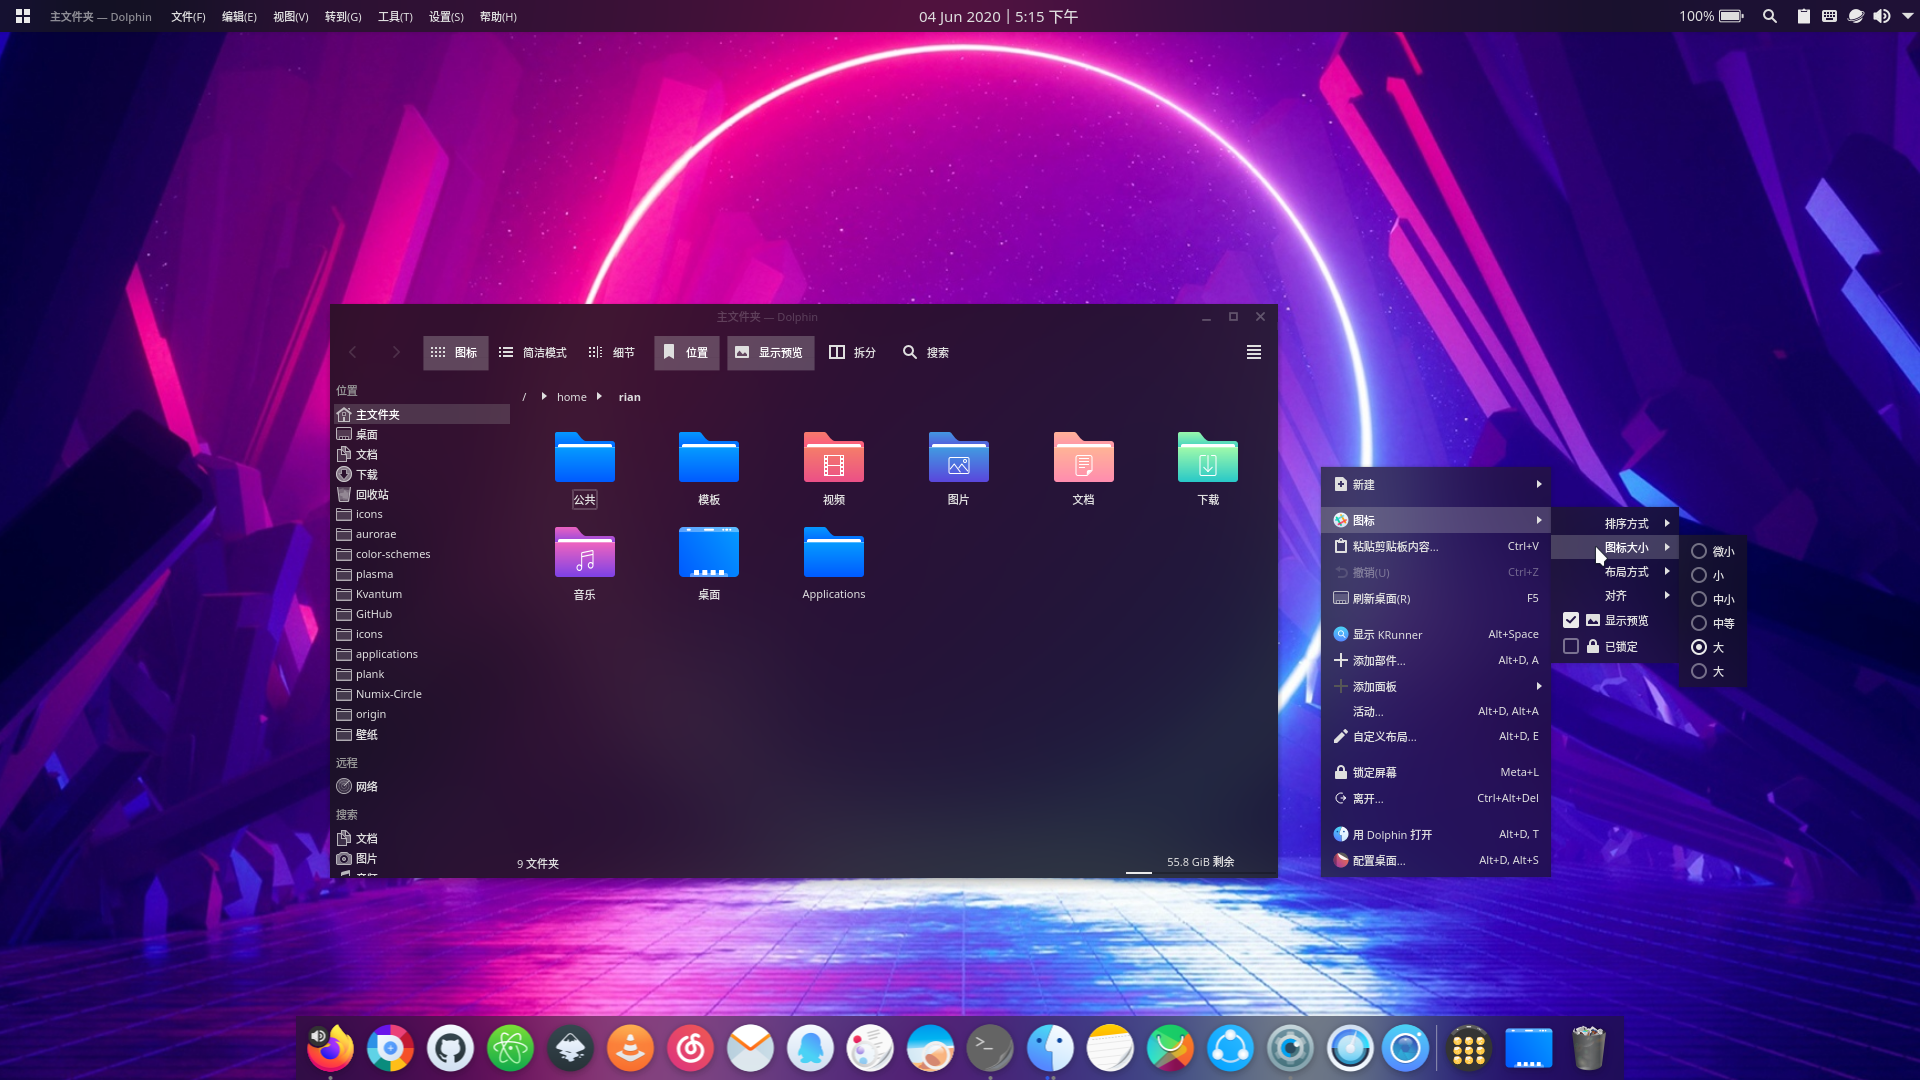 主文件夹 — Dolphin 文件(F) 编辑(E) 视图(V) 转到(G) 工具(T) 设置(S) 帮助(H) 04 Jun 2020 | 5:15 下午 100%
主文件夹 — Dolphin
图标 简洁模式 细节 位置 显示预览 拆分 搜索
/ home rian
位置
主文件夹
桌面
文档
下载
回收站
icons
aurorae
color-schemes
plasma
Kvantum
GitHub
icons
applications
plank
Numix-Circle
origin
壁纸
远程
网络
搜索
文档
图片
公共 模板 视频 图片 文档 下载
音乐 桌面 Applications
9 文件夹 55.8 GiB 剩余
新建
图标
粘贴剪贴板内容... Ctrl+V
撤销(U) Ctrl+Z
刷新桌面(R) F5
显示 KRunner Alt+Space
添加部件... Alt+D, A
添加面板
活动... Alt+D, Alt+A
自定义布局... Alt+D, E
锁定屏幕 Meta+L
离开... Ctrl+Alt+Del
用 Dolphin 打开 Alt+D, T
配置桌面... Alt+D, Alt+S
排序方式
图标大小
布局方式
对齐
显示预览
已锁定
微小
小
中小
中等
大
大